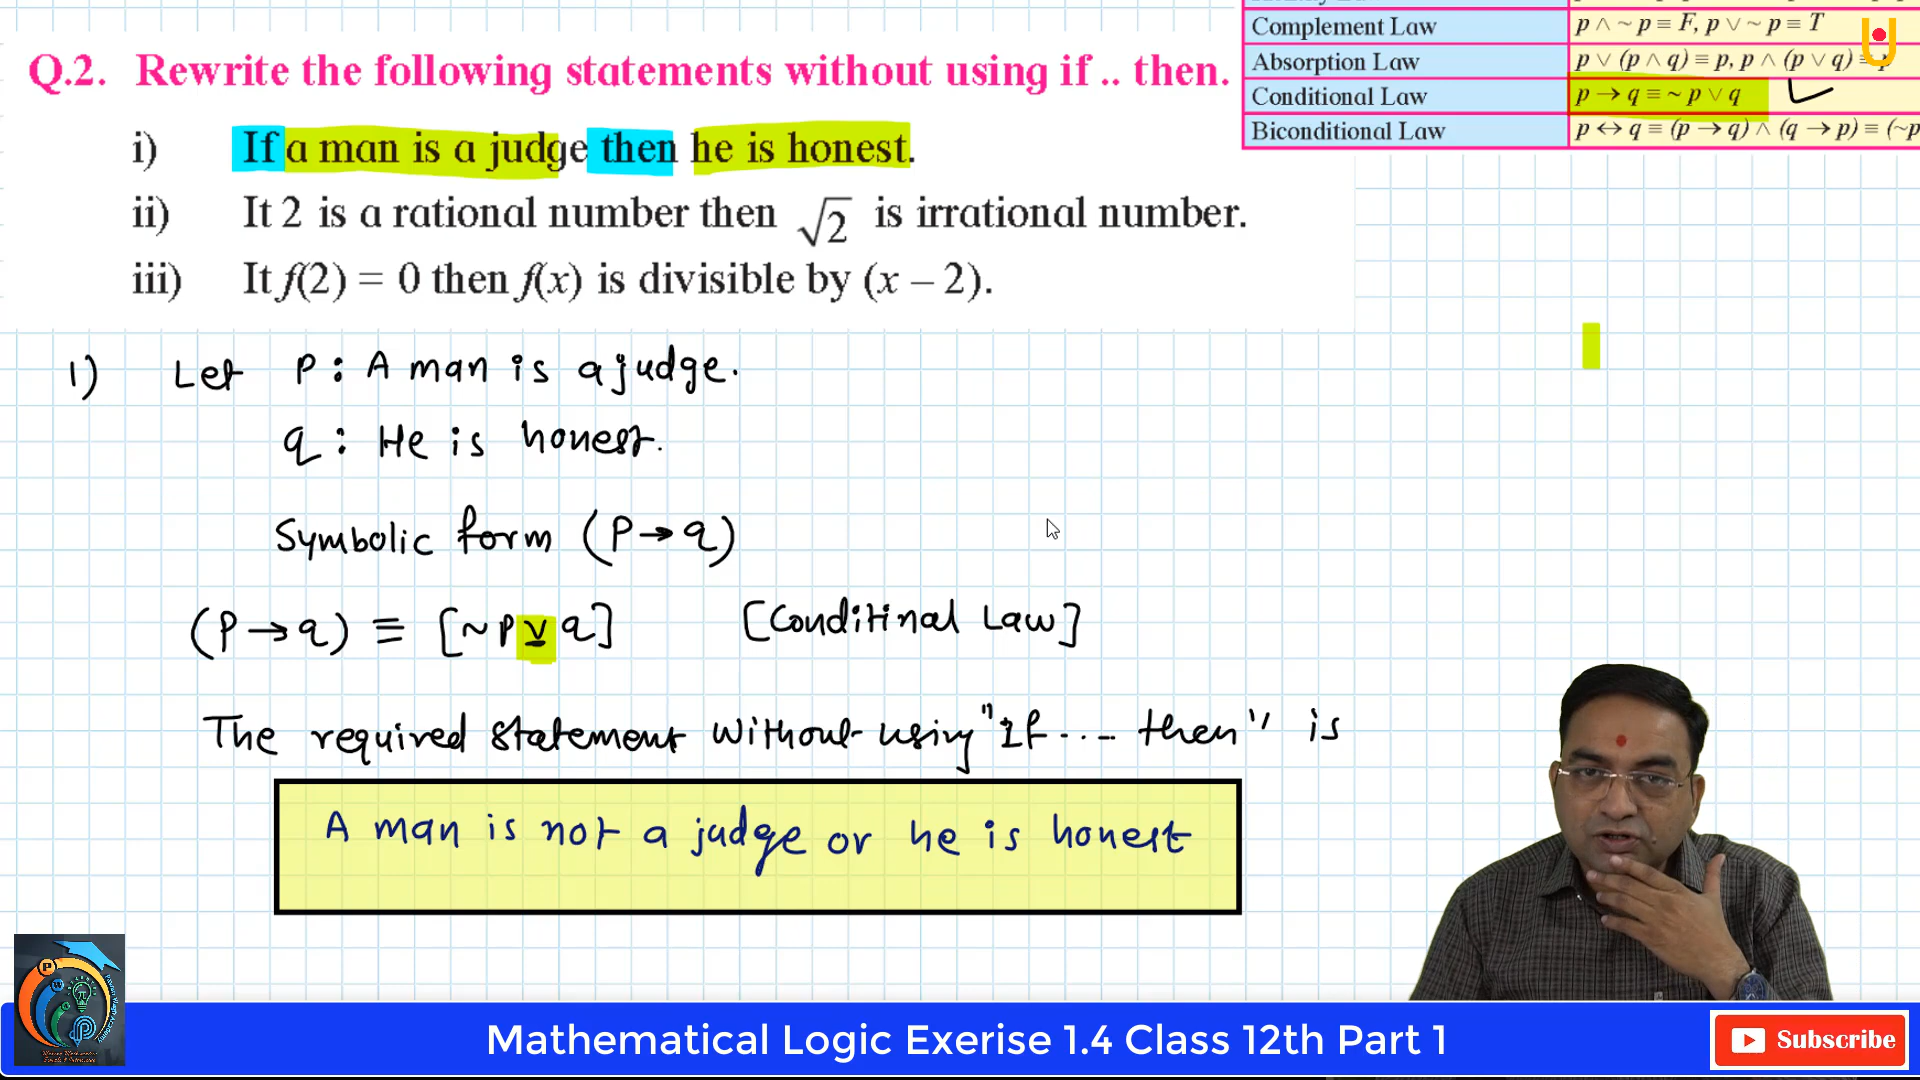 Complement Law p ∧ ~ p ≡ F, p ∨ ~ p ≡ T
Absorption Law p ∨ (p ∧ q) ≡ p, p ∧ (p ∨ q) ≡ p
Conditional Law p → q ≡ ~ p ∨ q
Biconditional Law p ↔ q ≡ (p → q) ∧ (q → p) ≡ (~p
Q.2. Rewrite the following statements without using if .. then.
i) If a man is a judge then he is honest.
ii) It 2 is a rational number then √2 is irrational number.
iii) It f(2) = 0 then f(x) is divisible by (x – 2).
1) Let p : A man is a judge.
q : He is honest.
Symbolic form (p → q)
(p → q) ≡ [~p ∨ q] [Conditinal Law]
The required statement without using "If .... then" is
A man is not a judge or he is honest
Mathematical Logic Exerise 1.4 Class 12th Part 1
Subscribe